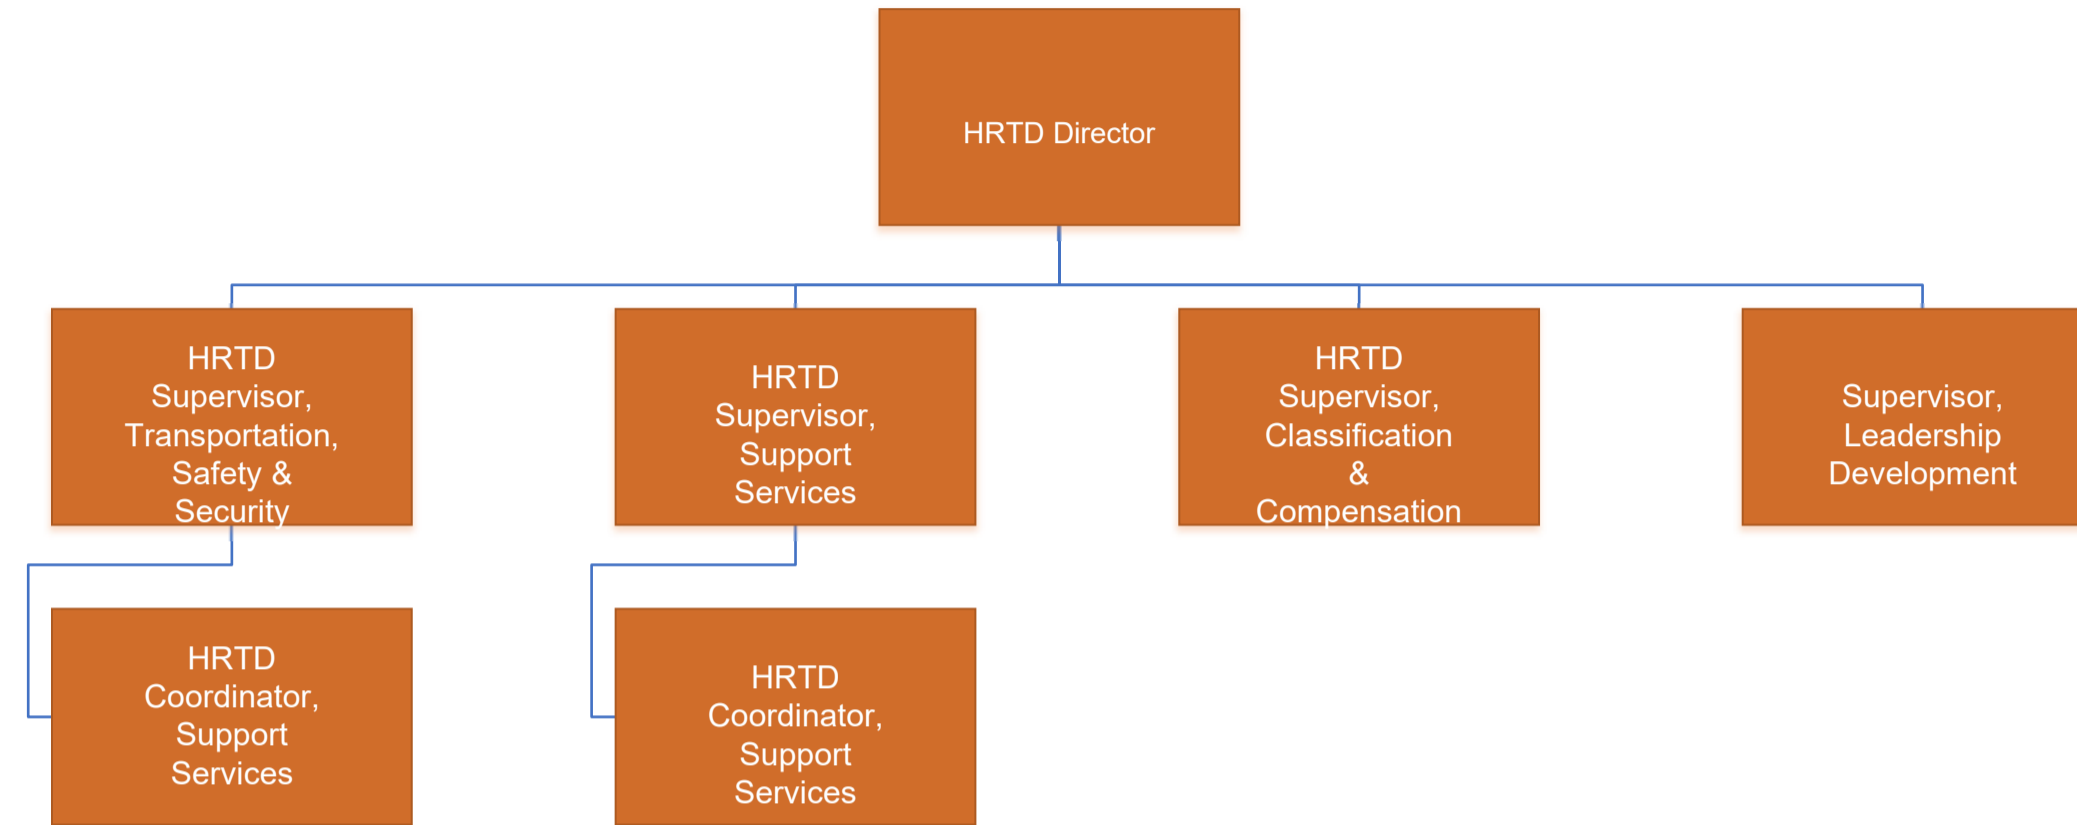 HRTD Director
HRTD
Supervisor,
Transportation,
Safety &
Security
HRTD
Supervisor,
Support
Services
HRTD
Supervisor,
Classification
&
Compensation
Supervisor,
Leadership
Development
HRTD
Coordinator,
Support
Services
HRTD
Coordinator,
Support
Services